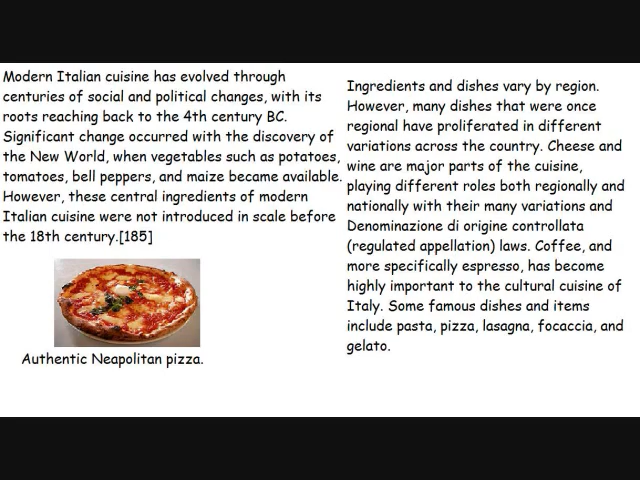 Modern Italian cuisine has evolved through
centuries of social and political changes, with its
roots reaching back to the 4th century BC.
Significant change occurred with the discovery of
the New World, when vegetables such as potatoes,
tomatoes, bell peppers, and maize became available.
However, these central ingredients of modern
Italian cuisine were not introduced in scale before
the 18th century.[185]
Authentic Neapolitan pizza.
Ingredients and dishes vary by region.
However, many dishes that were once
regional have proliferated in different
variations across the country. Cheese and
wine are major parts of the cuisine,
playing different roles both regionally and
nationally with their many variations and
Denominazione di origine controllata
(regulated appellation) laws. Coffee, and
more specifically espresso, has become
highly important to the cultural cuisine of
Italy. Some famous dishes and items
include pasta, pizza, lasagna, focaccia, and
gelato.